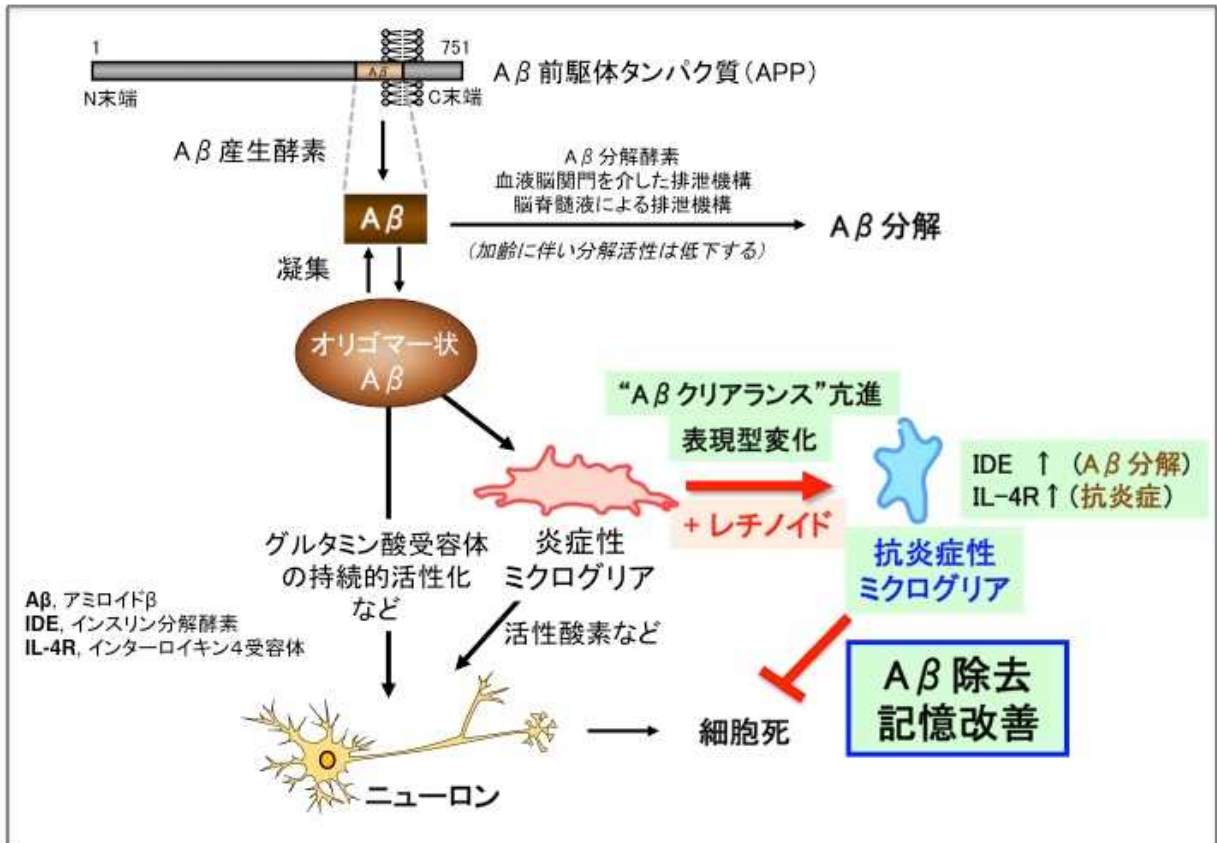 1
751
Aβ
Aβ前駆体タンパク質(APP)
N末端
C末端
Aβ産生酵素
Aβ分解酵素
血液脳関門を介した排泄機構
脳脊髄液による排泄機構
Aβ
Aβ分解
(加齢に伴い分解活性は低下する)
凝集
オリゴマー状
Aβ
“Aβクリアランス”亢進
表現型変化
IDE ↑ (Aβ分解)
IL-4R↑(抗炎症)
+ レチノイド
グルタミン酸受容体
の持続的活性化
など
炎症性
ミクログリア
抗炎症性
ミクログリア
Aβ, アミロイドβ
IDE, インスリン分解酵素
IL-4R, インターロイキン4受容体
活性酸素など
Aβ除去
記憶改善
細胞死
ニューロン